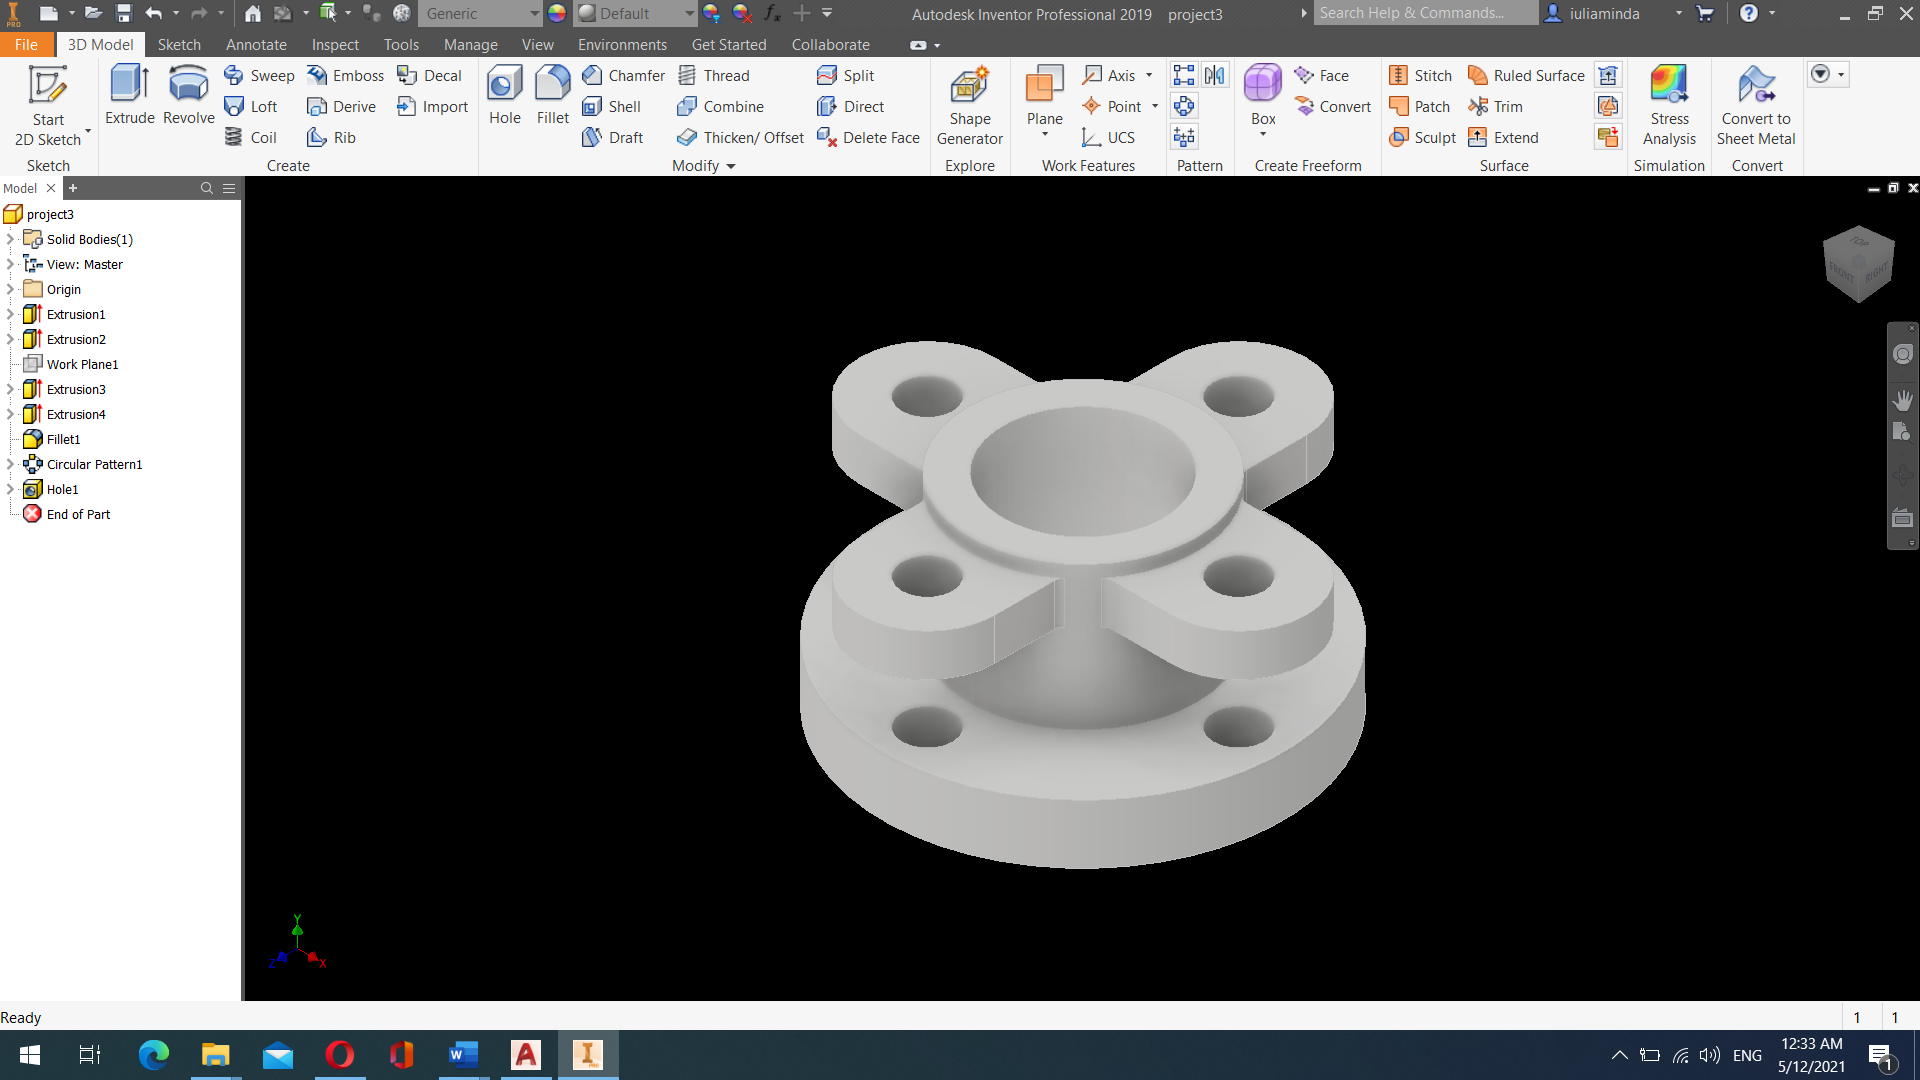 PRO
Generic
Default
Autodesk Inventor Professional 2019 project3
Search Help & Commands...
iuliaminda
File
3D Model
Sketch
Annotate
Inspect
Tools
Manage
View
Environments
Get Started
Collaborate
Start
2D Sketch
Sketch
Extrude
Revolve
Sweep
Loft
Coil
Emboss
Derive
Rib
Decal
Import
Create
Hole
Fillet
Chamfer
Shell
Draft
Thread
Combine
Thicken/ Offset
Split
Direct
Delete Face
Modify
Shape
Generator
Explore
Plane
Axis
Point
UCS
Work Features
Pattern
Box
Face
Convert
Create Freeform
Stitch
Patch
Sculpt
Ruled Surface
Trim
Extend
Surface
Stress
Analysis
Simulation
Convert to
Sheet Metal
Convert
Model
project3
Solid Bodies(1)
View: Master
Origin
Extrusion1
Extrusion2
Work Plane1
Extrusion3
Extrusion4
Fillet1
Circular Pattern1
Hole1
End of Part
TOP
FRONT
RIGHT
Y
Z
X
Ready
1
1
ENG
12:33 AM
5/12/2021
1